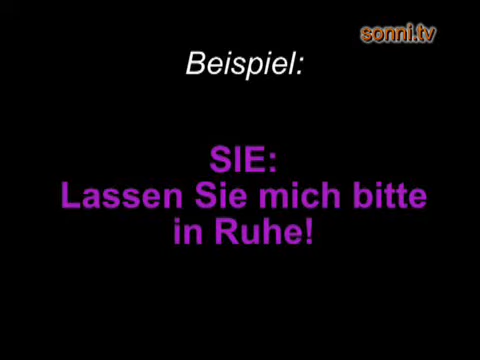 sonni.tv
Beispiel:
SIE:
Lassen Sie mich bitte
in Ruhe!